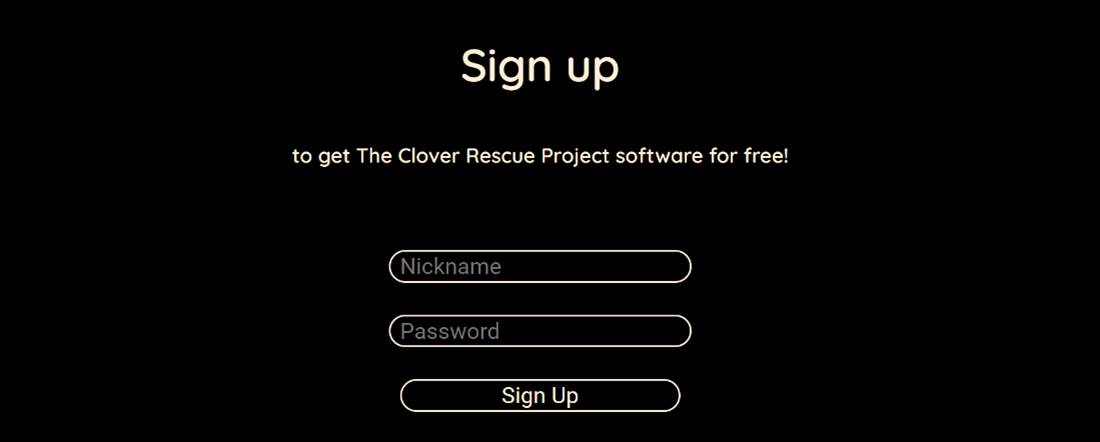 Sign up
to get The Clover Rescue Project software for free!
Nickname
Password
Sign Up